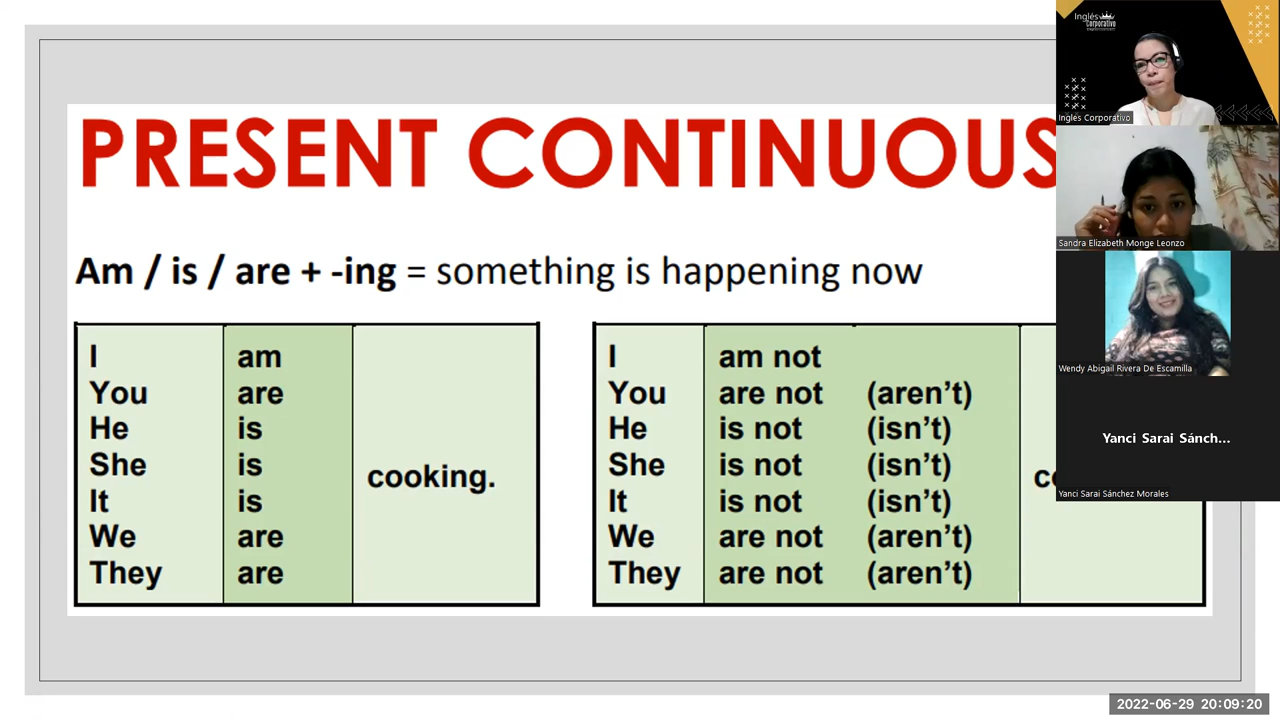 PRESENT CONTINUOUS
Am / is / are + -ing = something is happening now
I am
You are
He is
She is
It is
We are
They are
cooking.
I am not
You are not (aren't)
He is not (isn't)
She is not (isn't)
It is not (isn't)
We are not (aren't)
They are not (aren't)
Inglés
Corporativo
Inglés Corporativo
Sandra Elizabeth Monge Leonzo
Wendy Abigail Rivera De Escamilla
Yanci Sarai Sánch...
Yanci Sarai Sánchez Morales
2022-06-29 20:09:20